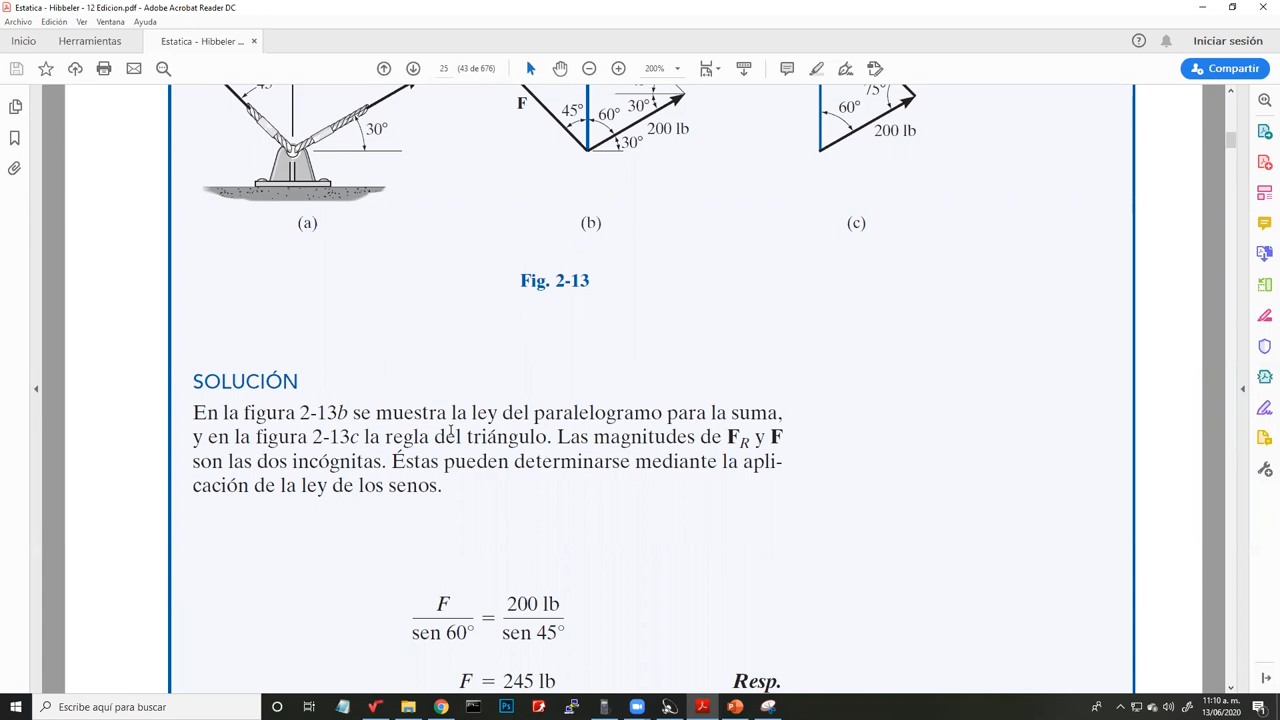 Estatica - Hibbeler - 12 Edicion.pdf - Adobe Acrobat Reader DC
Archivo Edición Ver Ventana Ayuda
Inicio Herramientas Estatica - Hibbeler ... × Iniciar sesión
25 (43 de 676) 200% Compartir
30° F 45° 60° 30° 200 lb 30° 60° 75° 200 lb
(a) (b) (c)
Fig. 2-13
SOLUCIÓN
En la figura 2-13b se muestra la ley del paralelogramo para la suma,
y en la figura 2-13c la regla del triángulo. Las magnitudes de F_R y F
son las dos incógnitas. Éstas pueden determinarse mediante la apli-
cación de la ley de los senos.
F / sen 60° = 200 lb / sen 45°
F = 245 lb Resp.
Escribe aquí para buscar
11:10 a. m.
13/06/2020